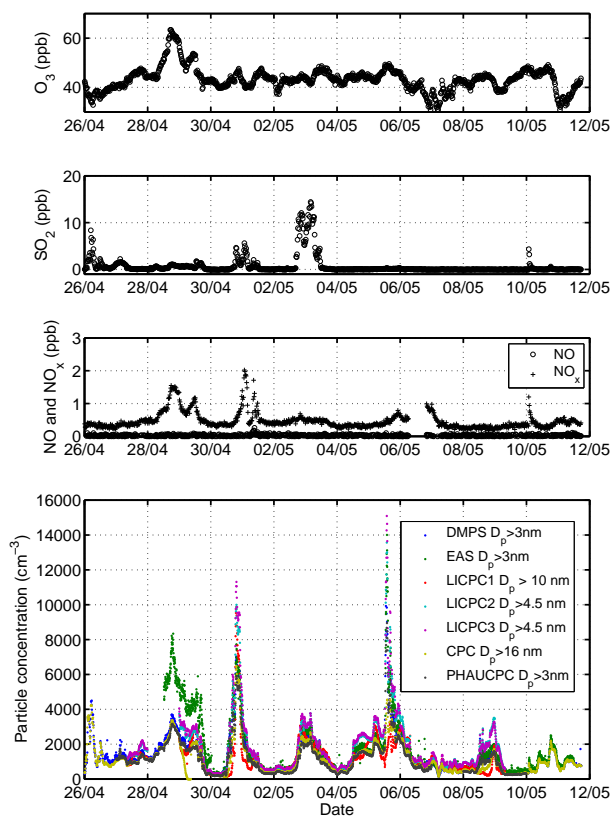 60
40
O3 (ppb)
26/04 28/04 30/04 02/05 04/05 06/05 08/05 10/05 12/05
20
10
0
SO2 (ppb)
26/04 28/04 30/04 02/05 04/05 06/05 08/05 10/05 12/05
3
2
1
0
NO and NOx (ppb)
NO
NOx
26/04 28/04 30/04 02/05 04/05 06/05 08/05 10/05 12/05
16000
14000
12000
10000
8000
6000
4000
2000
0
Particle concentration (cm−3)
DMPS Dp>3nm
EAS Dp>3nm
LICPC1 Dp > 10 nm
LICPC2 Dp>4.5 nm
LICPC3 Dp>4.5 nm
CPC Dp>16 nm
PHAUCPC Dp>3nm
26/04 28/04 30/04 02/05 04/05 06/05 08/05 10/05 12/05
Date